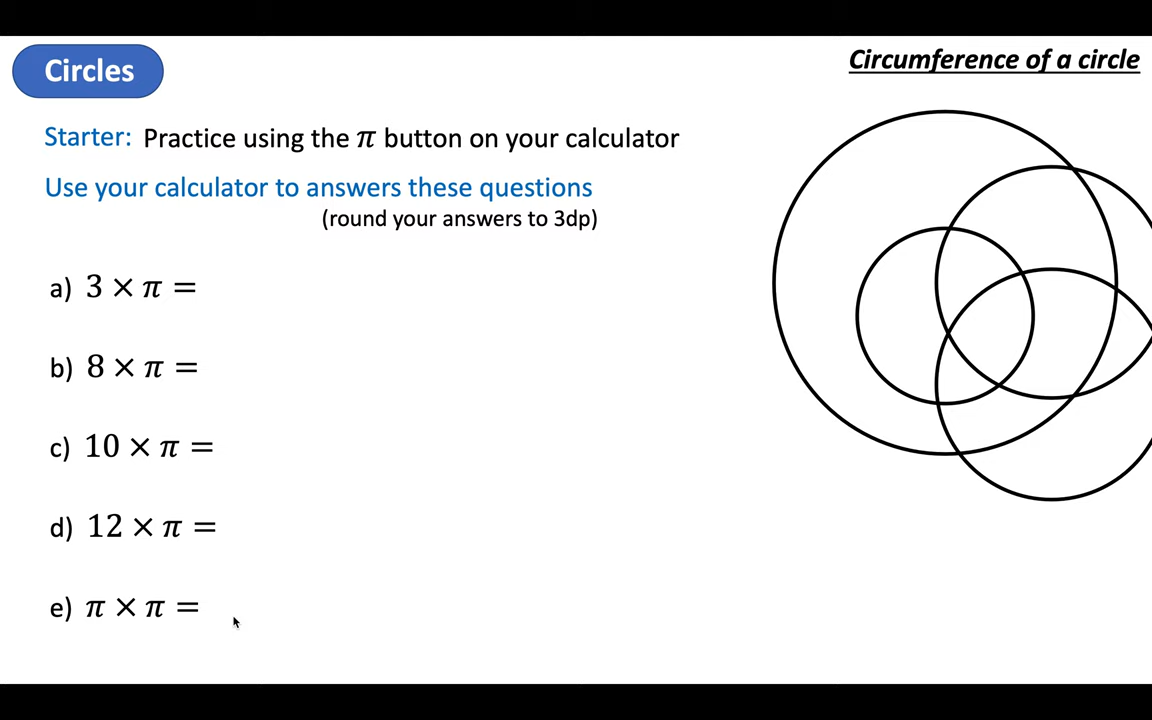 Circles
Circumference of a circle
Starter: Practice using the π button on your calculator
Use your calculator to answers these questions
(round your answers to 3dp)
a) 3 × π =
b) 8 × π =
c) 10 × π =
d) 12 × π =
e) π × π =